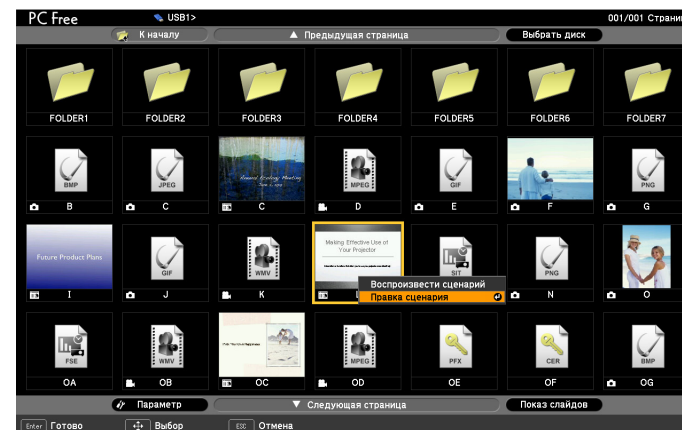 PC Free USB1> 001/001 Страни
К началу Предыдущая страница Выбрать диск
FOLDER1 FOLDER2 FOLDER3 FOLDER4 FOLDER5 FOLDER6 FOLDER7
BMP JPEG Annual Ecology Meeting MPEG GIF PNG
B C C D E F G
Future Product Plans GIF WMV Making Effective Use of
Your Projector
SIT PNG
Воспроизвести сценарий
Правка сценария
I J K L N O
FSE WMV MPEG PFX CER BMP
OA OB OC OD OE OF OG
Параметр Следующая страница Показ слайдов
Enter Готово Выбор ESC Отмена